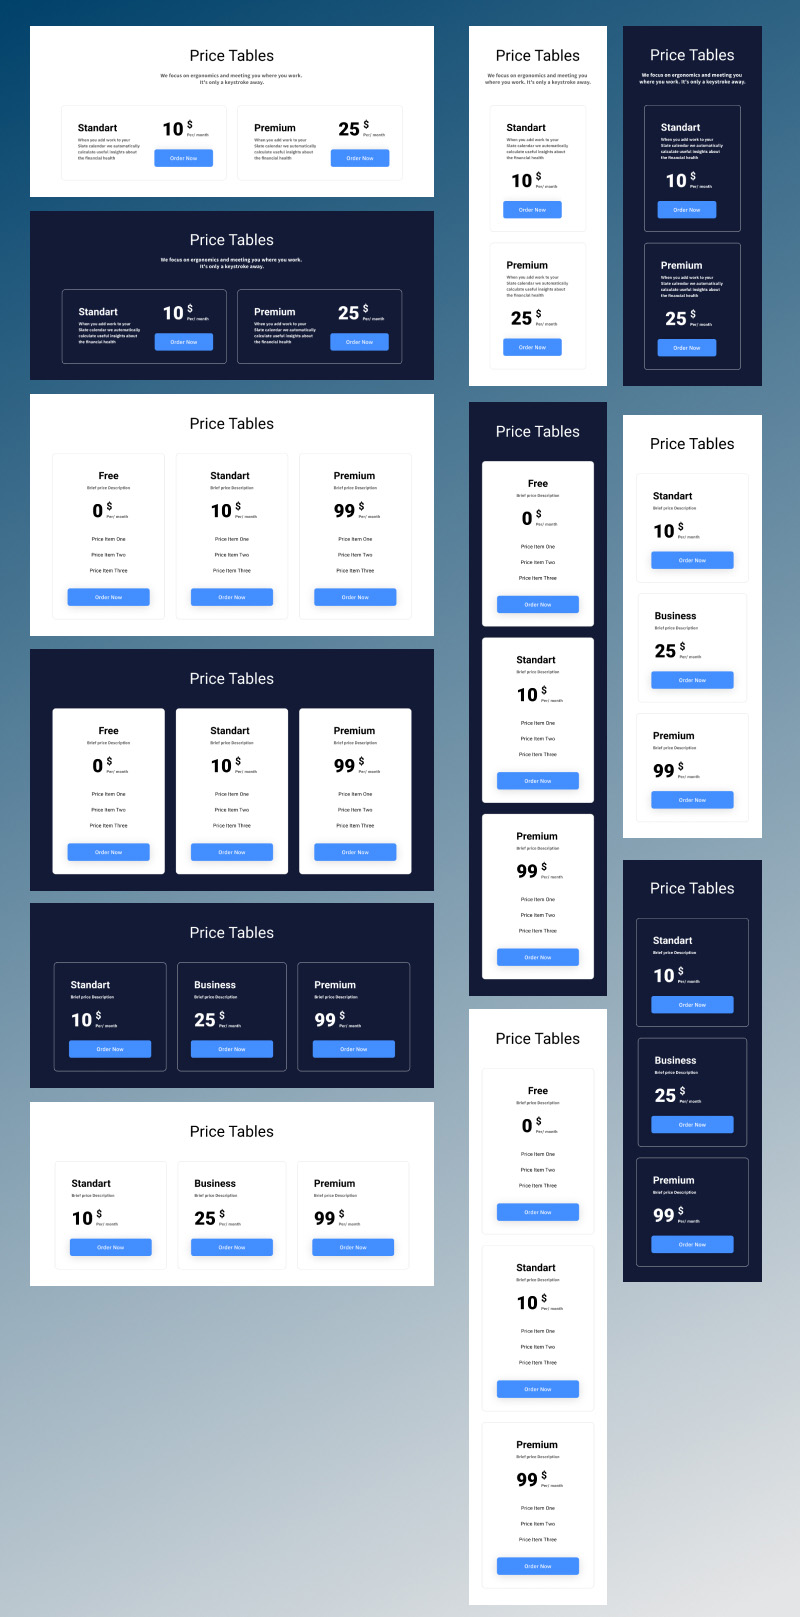 Price Tables
We focus on ergonomics and meeting you where you work.
It's only a keystroke away.
Standart
When you add work to your
Slate calendar we automatically
calculate useful insights about
the financial health
10 $
Per/ month
Order Now
Premium
When you add work to your
Slate calendar we automatically
calculate useful insights about
the financial health
25 $
Per/ month
Order Now
Price Tables
We focus on ergonomics and meeting you where you work.
It's only a keystroke away.
Standart
When you add work to your
Slate calendar we automatically
calculate useful insights about
the financial health
10 $
Per/ month
Order Now
Premium
When you add work to your
Slate calendar we automatically
calculate useful insights about
the financial health
25 $
Per/ month
Order Now
Price Tables
Free
Brief price Description
0 $
Per/ month
Price Item One
Price Item Two
Price Item Three
Order Now
Standart
Brief price Description
10 $
Per/ month
Price Item One
Price Item Two
Price Item Three
Order Now
Premium
Brief price Description
99 $
Per/ month
Price Item One
Price Item Two
Price Item Three
Order Now
Price Tables
Free
Brief price Description
0 $
Per/ month
Price Item One
Price Item Two
Price Item Three
Order Now
Standart
Brief price Description
10 $
Per/ month
Price Item One
Price Item Two
Price Item Three
Order Now
Premium
Brief price Description
99 $
Per/ month
Price Item One
Price Item Two
Price Item Three
Order Now
Price Tables
Standart
Brief price Description
10 $
Per/ month
Order Now
Business
Brief price Description
25 $
Per/ month
Order Now
Premium
Brief price Description
99 $
Per/ month
Order Now
Price Tables
Standart
Brief price Description
10 $
Per/ month
Order Now
Business
Brief price Description
25 $
Per/ month
Order Now
Premium
Brief price Description
99 $
Per/ month
Order Now
Price Tables
We focus on ergonomics and meeting you
where you work. It's only a keystroke away.
Standart
When you add work to your
Slate calendar we automatically
calculate useful insights about
the financial health
10 $
Per/ month
Order Now
Premium
When you add work to your
Slate calendar we automatically
calculate useful insights about
the financial health
25 $
Per/ month
Order Now
Price Tables
We focus on ergonomics and meeting you
where you work. It's only a keystroke away.
Standart
When you add work to your
Slate calendar we automatically
calculate useful insights about
the financial health
10 $
Per/ month
Order Now
Premium
When you add work to your
Slate calendar we automatically
calculate useful insights about
the financial health
25 $
Per/ month
Order Now
Price Tables
Free
Brief price Description
0 $
Per/ month
Price Item One
Price Item Two
Price Item Three
Order Now
Standart
Brief price Description
10 $
Per/ month
Price Item One
Price Item Two
Price Item Three
Order Now
Premium
Brief price Description
99 $
Per/ month
Price Item One
Price Item Two
Price Item Three
Order Now
Price Tables
Standart
Brief price Description
10 $
Per/ month
Order Now
Business
Brief price Description
25 $
Per/ month
Order Now
Premium
Brief price Description
99 $
Per/ month
Order Now
Price Tables
Standart
Brief price Description
10 $
Per/ month
Order Now
Business
Brief price Description
25 $
Per/ month
Order Now
Premium
Brief price Description
99 $
Per/ month
Order Now
Price Tables
Free
Brief price Description
0 $
Per/ month
Price Item One
Price Item Two
Price Item Three
Order Now
Standart
Brief price Description
10 $
Per/ month
Price Item One
Price Item Two
Price Item Three
Order Now
Premium
Brief price Description
99 $
Per/ month
Price Item One
Price Item Two
Price Item Three
Order Now